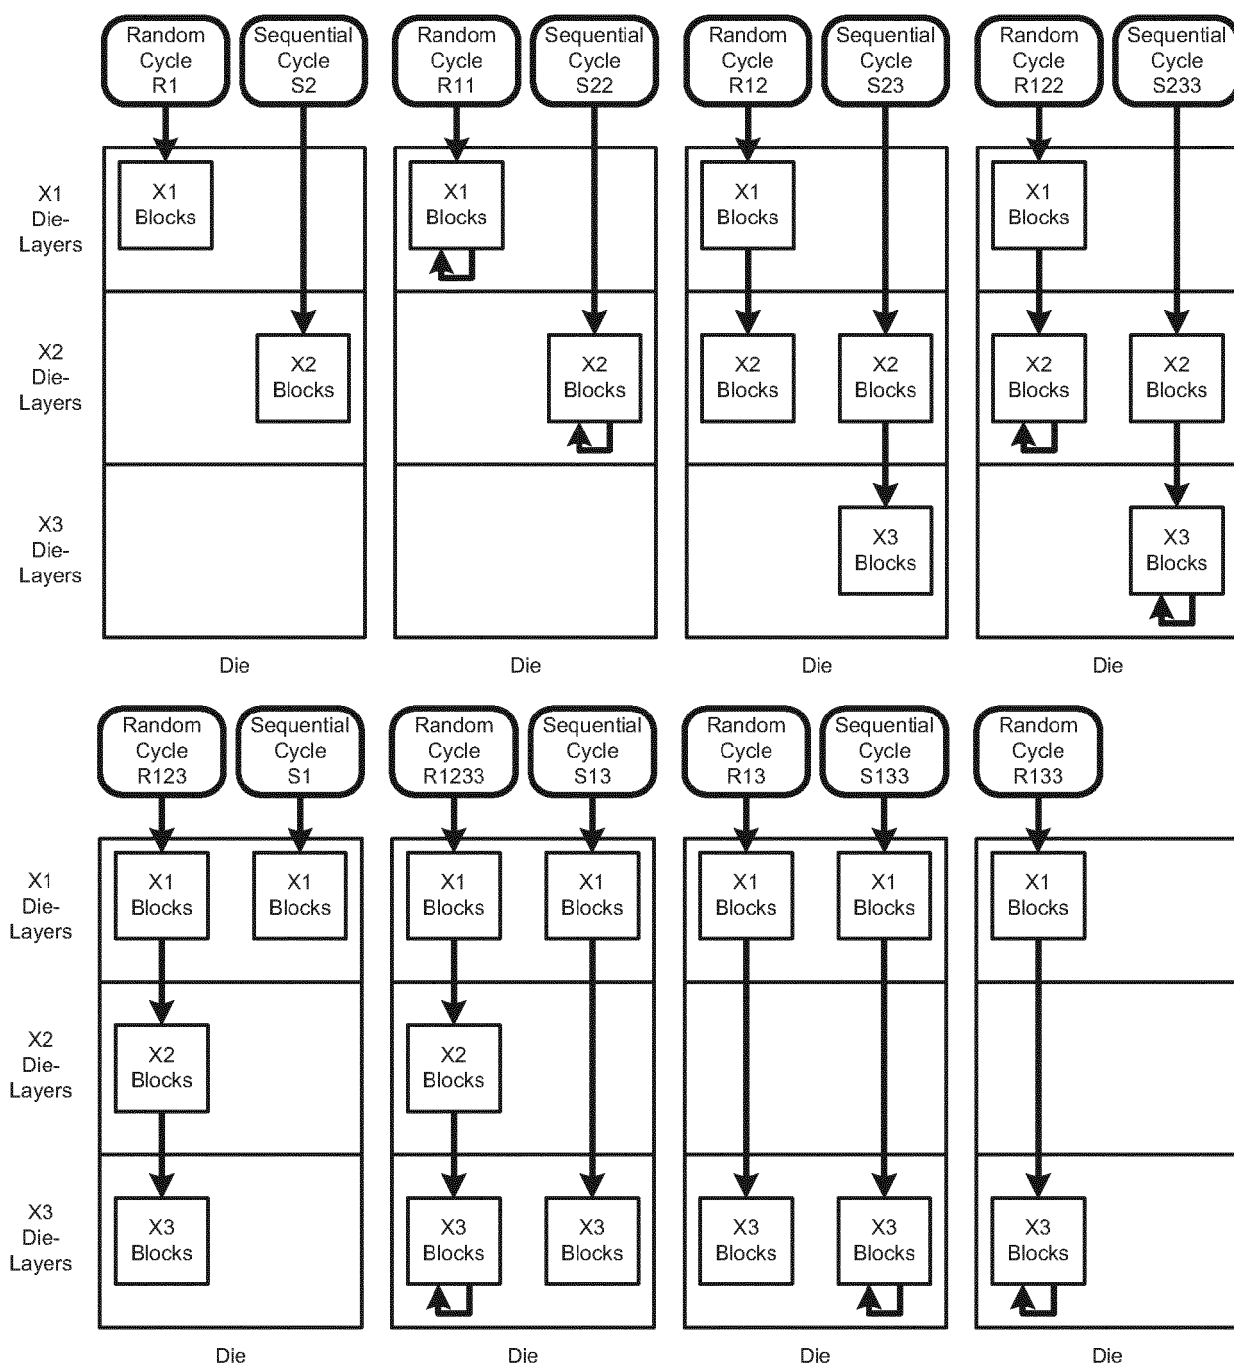 Random
Cycle
R1
Sequential
Cycle
S2
Random
Cycle
R11
Sequential
Cycle
S22
Random
Cycle
R12
Sequential
Cycle
S23
Random
Cycle
R122
Sequential
Cycle
S233
X1
Die-
Layers
X1
Blocks
X1
Blocks
X1
Blocks
X1
Blocks
X2
Die-
Layers
X2
Blocks
X2
Blocks
X2
Blocks
X2
Blocks
X2
Blocks
X2
Blocks
X3
Die-
Layers
X3
Blocks
X3
Blocks
Die
Die
Die
Die
Random
Cycle
R123
Sequential
Cycle
S1
Random
Cycle
R1233
Sequential
Cycle
S13
Random
Cycle
R13
Sequential
Cycle
S133
Random
Cycle
R133
X1
Die-
Layers
X1
Blocks
X1
Blocks
X1
Blocks
X1
Blocks
X1
Blocks
X1
Blocks
X1
Blocks
X2
Die-
Layers
X2
Blocks
X2
Blocks
X3
Die-
Layers
X3
Blocks
X3
Blocks
X3
Blocks
X3
Blocks
X3
Blocks
X3
Blocks
Die
Die
Die
Die